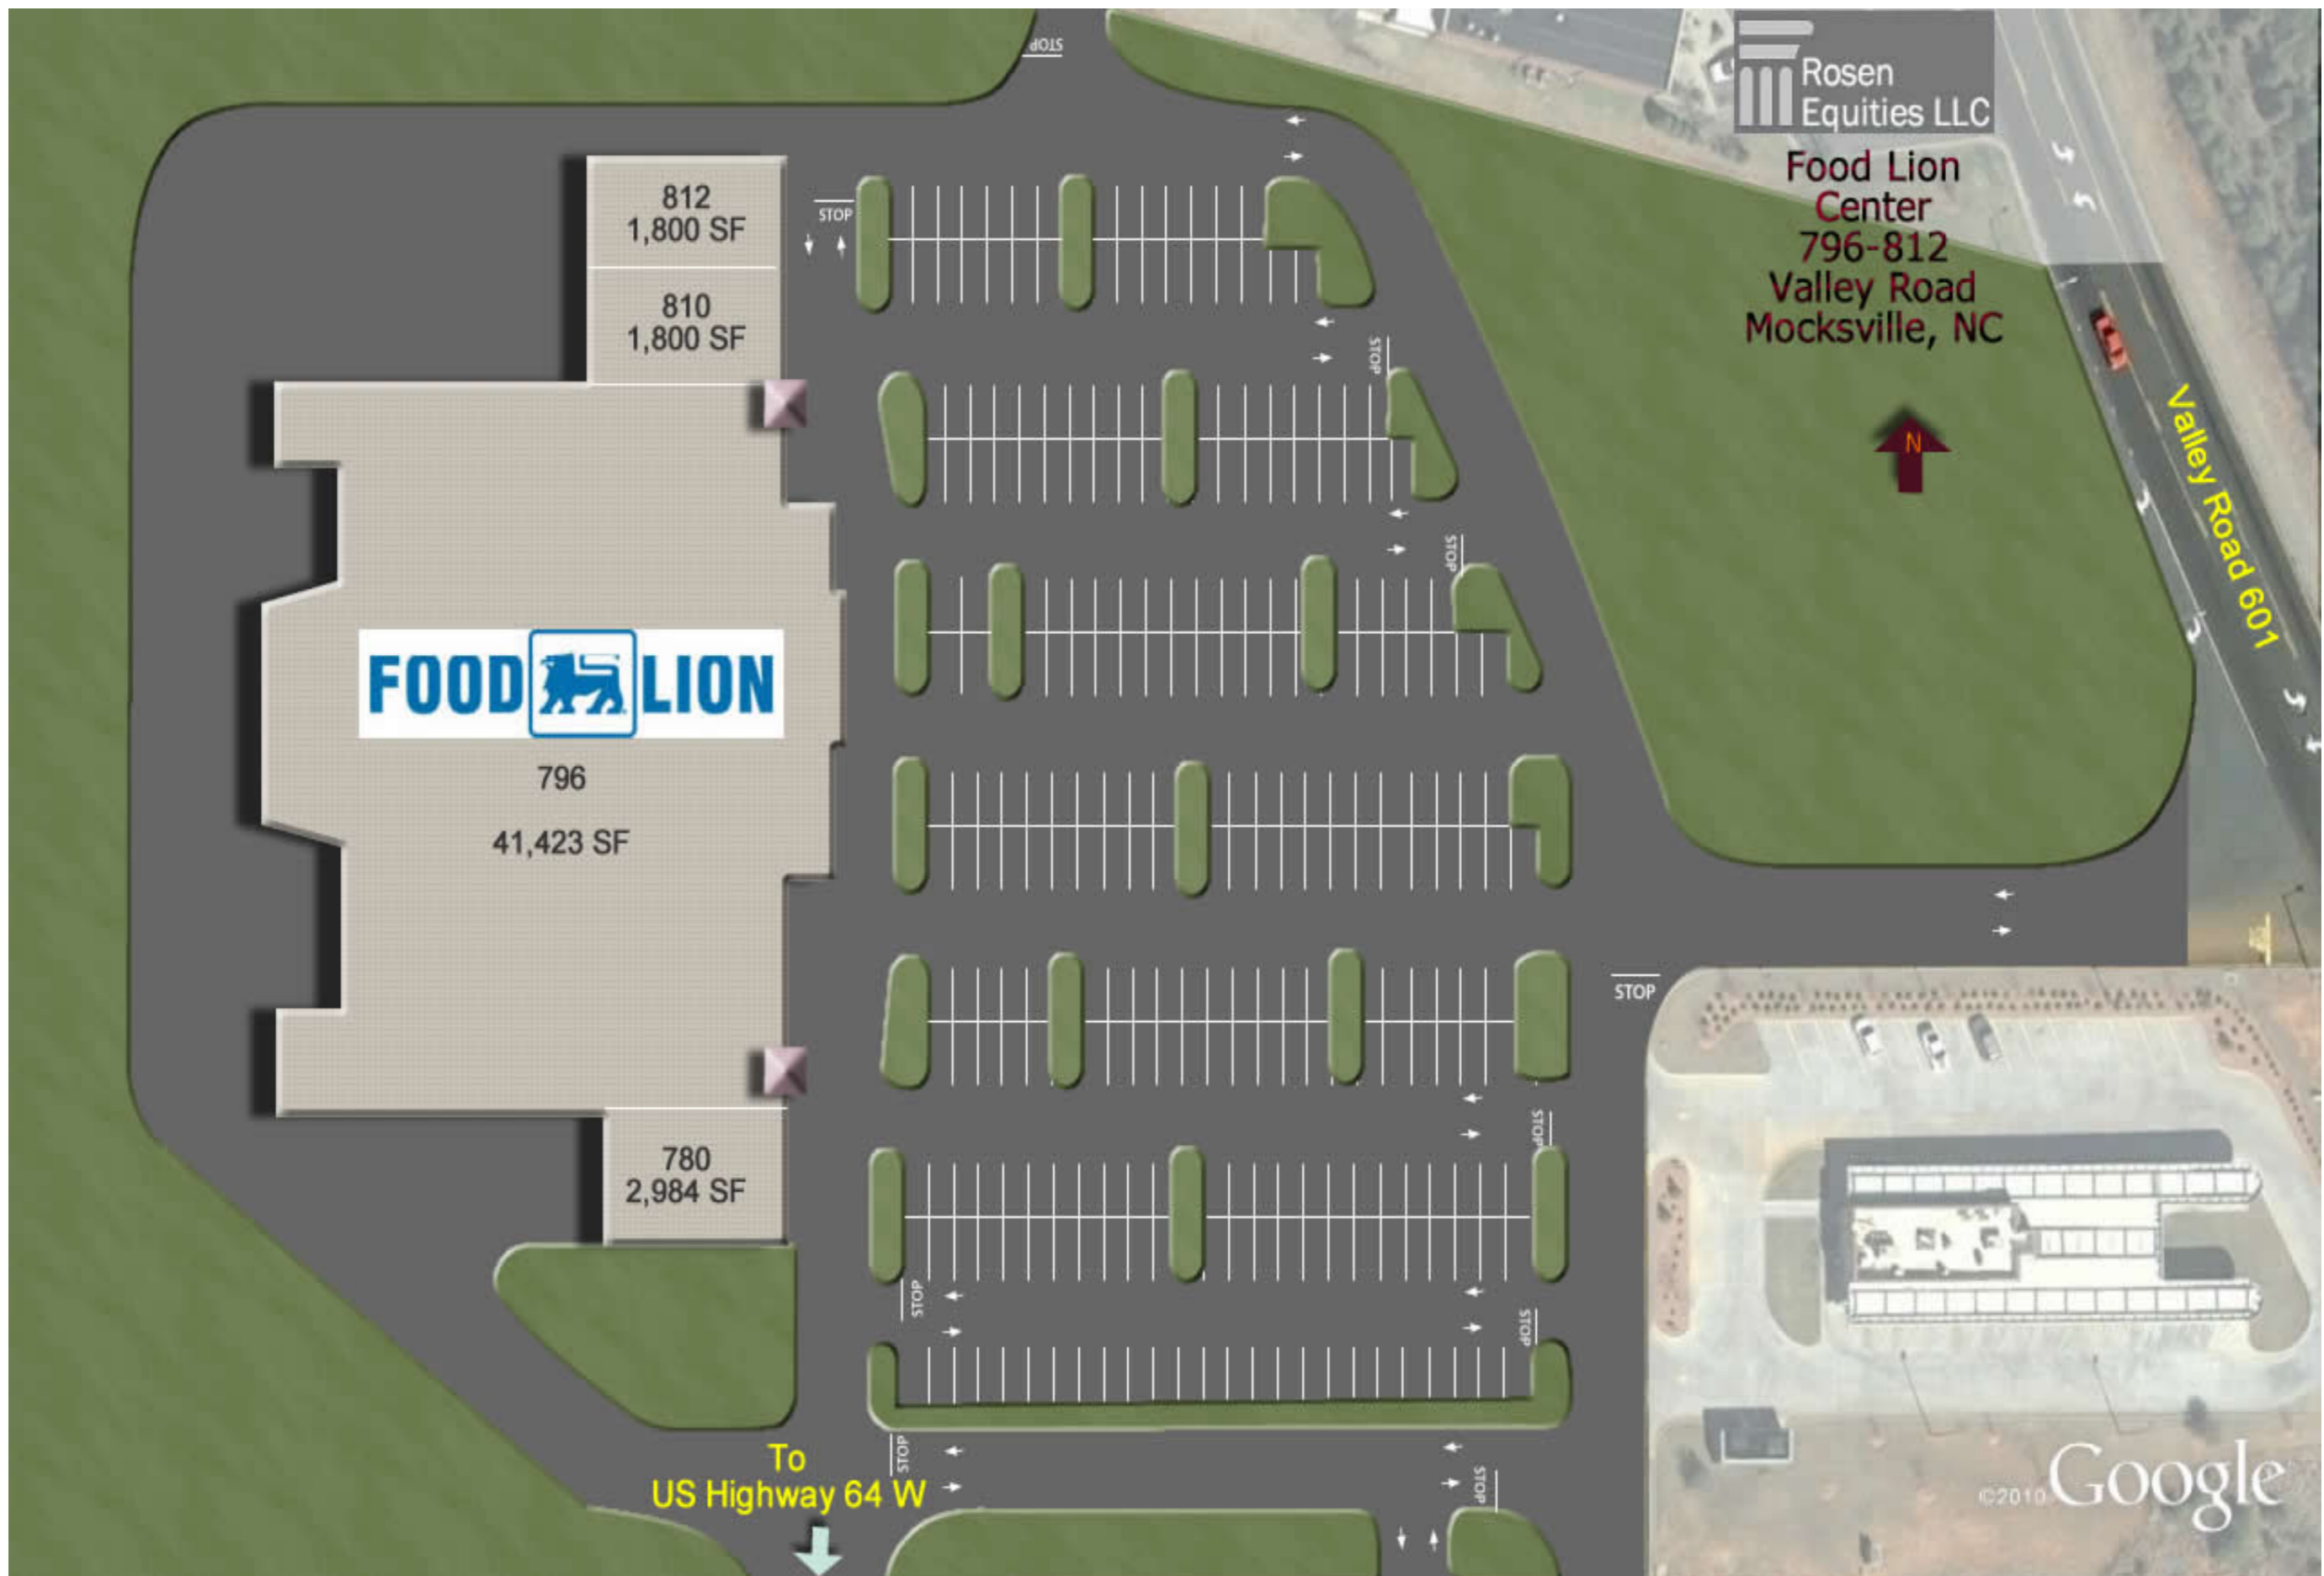 STOP
Rosen
Equities LLC
Food Lion
Center
796-812
Valley Road
Mocksville, NC
N
Valley Road 601
812
1,800 SF
STOP
810
1,800 SF
STOP
STOP
FOOD LION
796
41,423 SF
STOP
STOP
780
2,984 SF
STOP
STOP
To
US Highway 64 W
STOP
STOP
©2010 Google